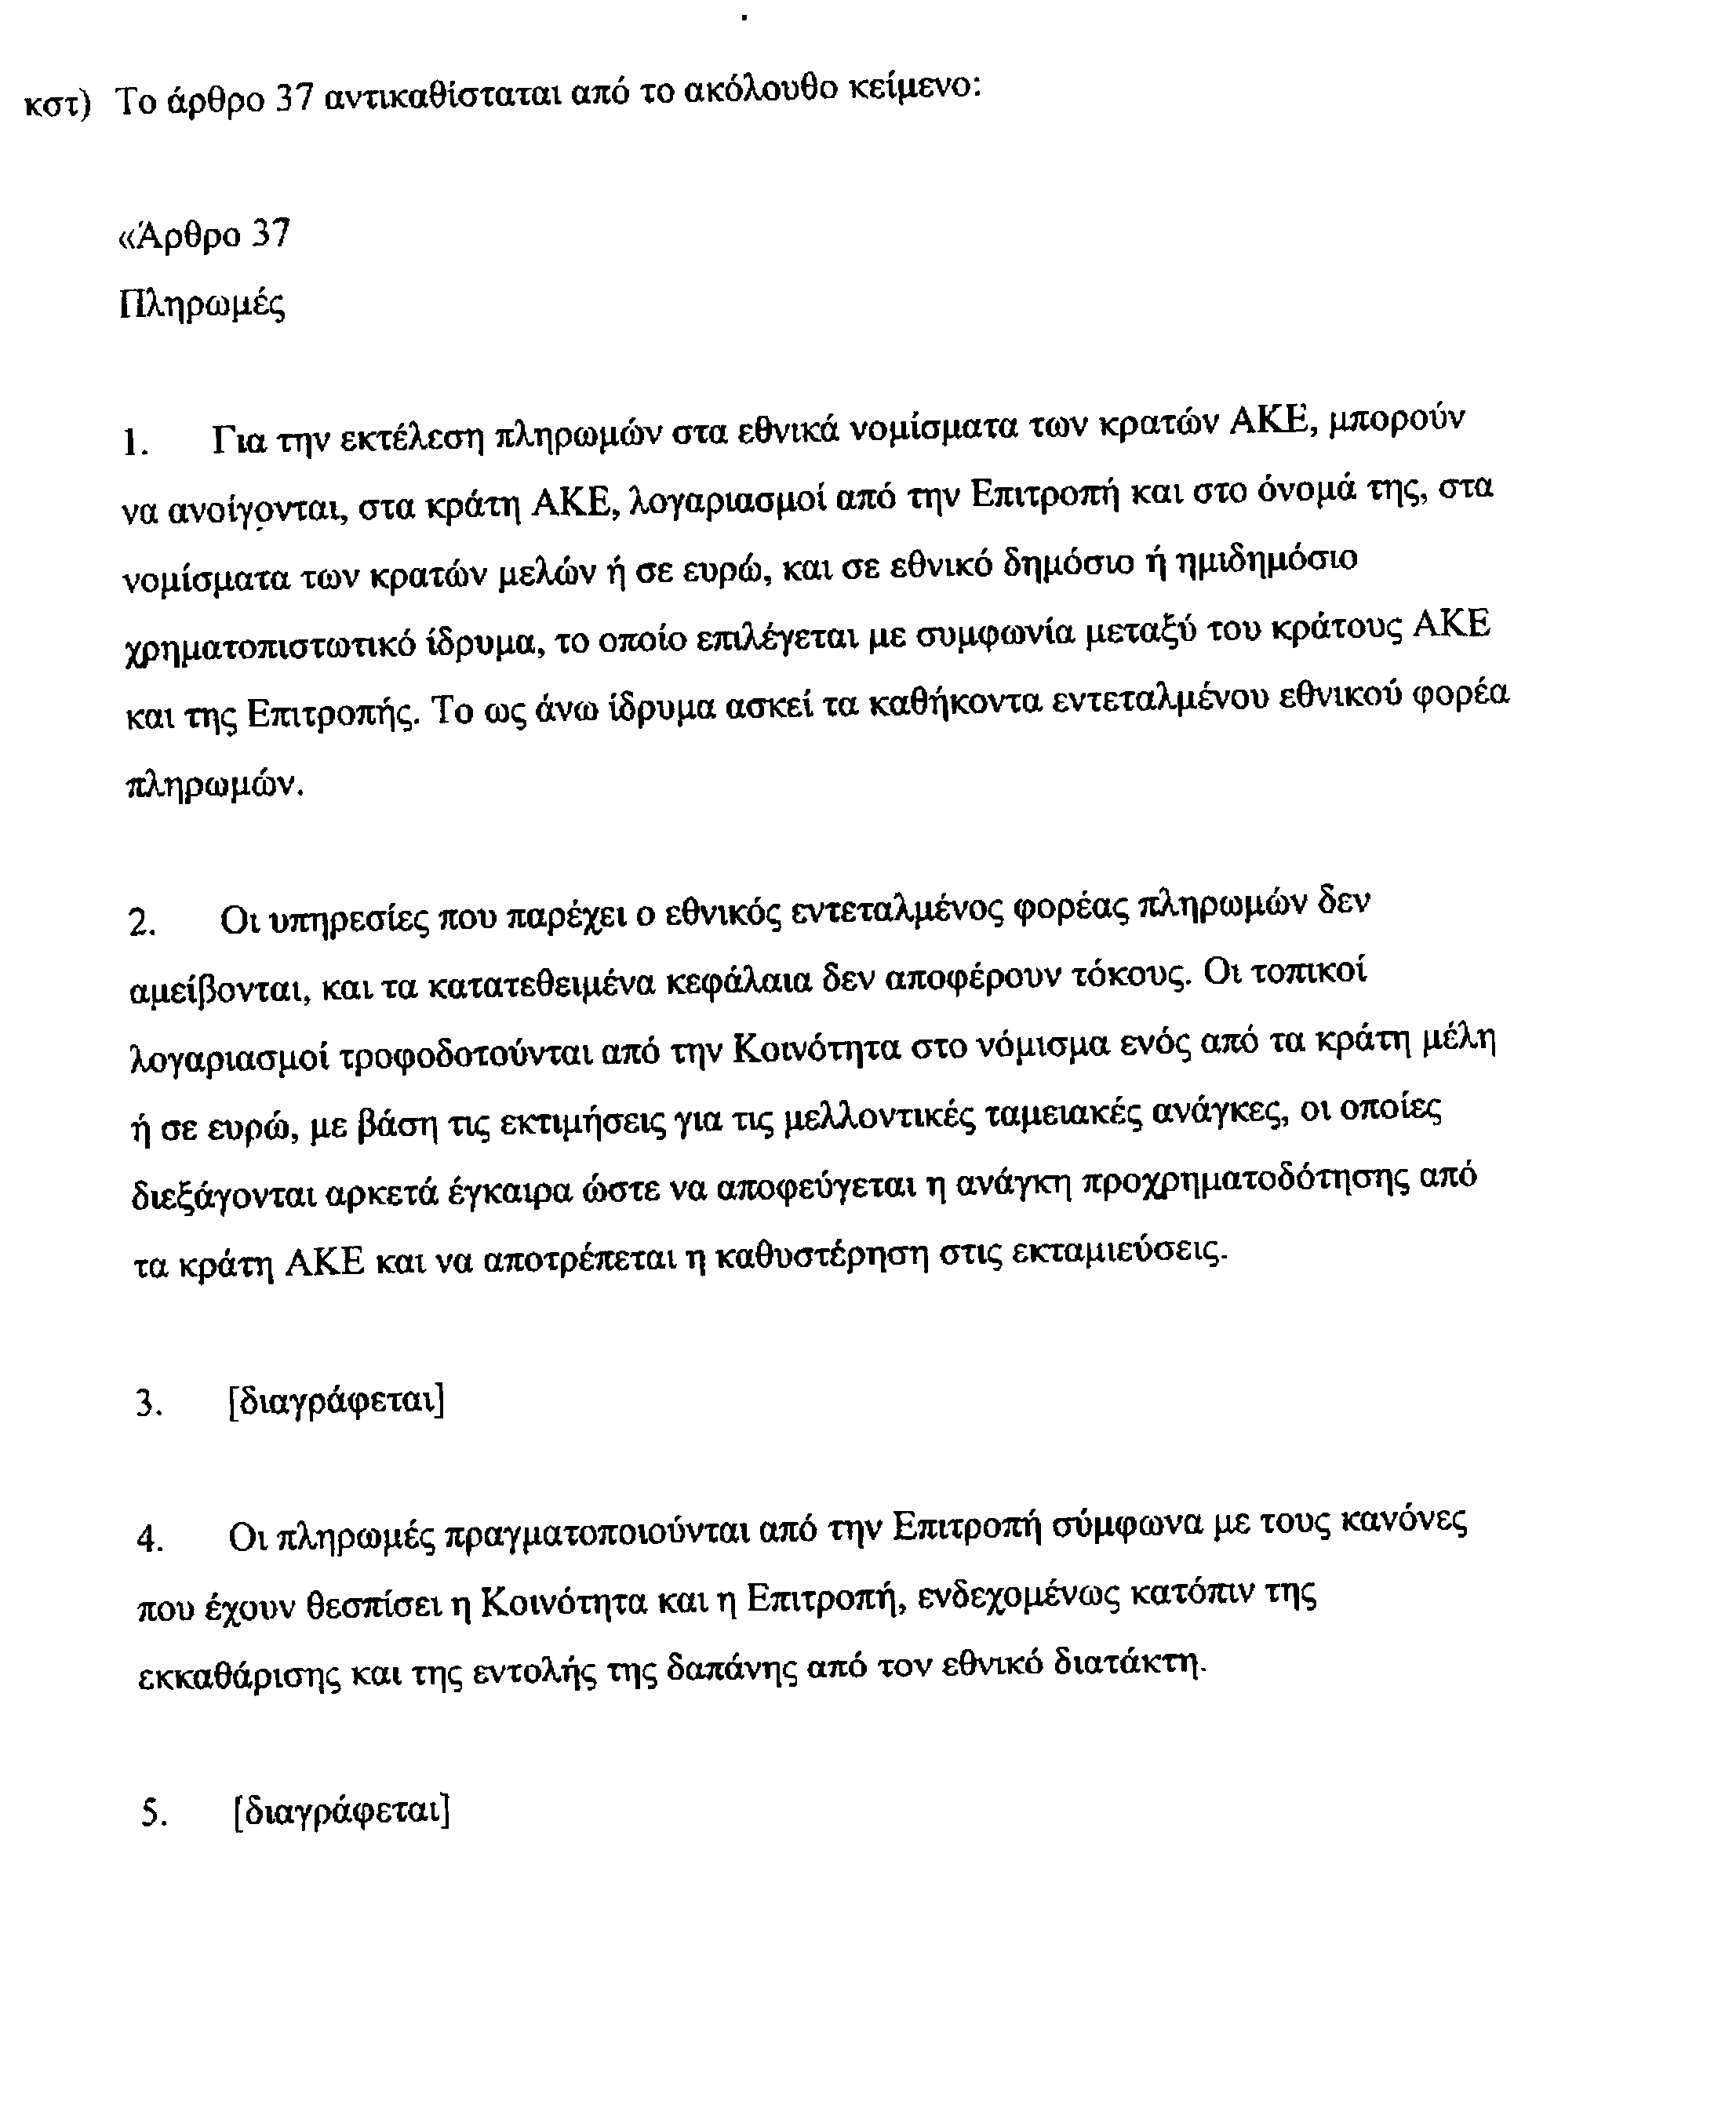 κστ) Το άρθρο 37 αντικαθίσταται από το ακόλουθο κείμενο:
«Άρθρο 37
Πληρωμές
1. Για την εκτέλεση πληρωμών στα εθνικά νομίσματα των κρατών ΑΚΕ, μπορούν
να ανοίγονται, στα κράτη ΑΚΕ, λογαριασμοί από την Επιτροπή και στο όνομά της, στα
νομίσματα των κρατών μελών ή σε ευρώ, και σε εθνικό δημόσιο ή ημιδημόσιο
χρηματοπιστωτικό ίδρυμα, το οποίο επιλέγεται με συμφωνία μεταξύ του κράτους ΑΚΕ
και της Επιτροπής. Το ως άνω ίδρυμα ασκεί τα καθήκοντα εντεταλμένου εθνικού φορέα
πληρωμών.
2. Οι υπηρεσίες που παρέχει ο εθνικός εντεταλμένος φορέας πληρωμών δεν
αμείβονται, και τα κατατεθειμένα κεφάλαια δεν αποφέρουν τόκους. Οι τοπικοί
λογαριασμοί τροφοδοτούνται από την Κοινότητα στο νόμισμα ενός από τα κράτη μέλη
ή σε ευρώ, με βάση τις εκτιμήσεις για τις μελλοντικές ταμειακές ανάγκες, οι οποίες
διεξάγονται αρκετά έγκαιρα ώστε να αποφεύγεται η ανάγκη προχρηματοδότησης από
τα κράτη ΑΚΕ και να αποτρέπεται η καθυστέρηση στις εκταμιεύσεις.
3. [διαγράφεται]
4. Οι πληρωμές πραγματοποιούνται από την Επιτροπή σύμφωνα με τους κανόνες
που έχουν θεσπίσει η Κοινότητα και η Επιτροπή, ενδεχομένως κατόπιν της
εκκαθάρισης και της εντολής της δαπάνης από τον εθνικό διατάκτη.
5. [διαγράφεται]